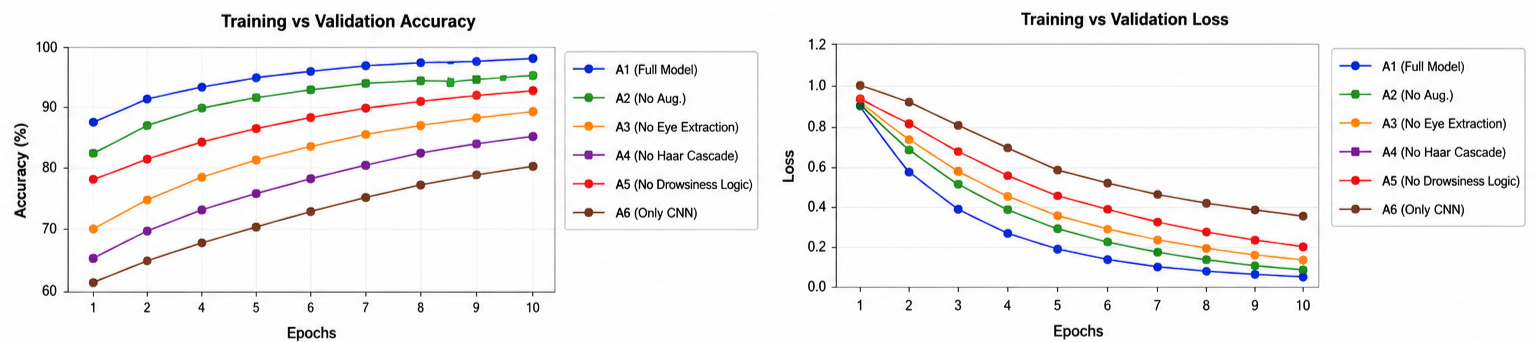 Training vs Validation Accuracy
100
90
80
70
60
Accuracy (%)
1 2 4 5 6 7 8 9 10
Epochs
A1 (Full Model)
A2 (No Aug.)
A3 (No Eye Extraction)
A4 (No Haar Cascade)
A5 (No Drowsiness Logic)
A6 (Only CNN)
Training vs Validation Loss
1.2
1.0
0.8
0.6
0.4
0.2
0.0
Loss
1 2 3 4 5 6 7 8 9 10
Epochs
A1 (Full Model)
A2 (No Aug.)
A3 (No Eye Extraction)
A4 (No Haar Cascade)
A5 (No Drowsiness Logic)
A6 (Only CNN)